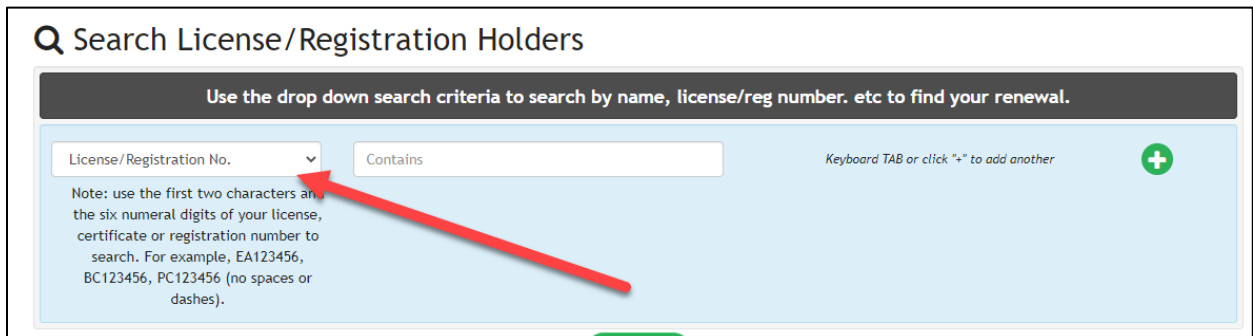 Search License/Registration Holders
Use the drop down search criteria to search by name, license/reg number. etc to find your renewal.
License/Registration No.
Contains
Keyboard TAB or click "+" to add another
Note: use the first two characters and
the six numeral digits of your license,
certificate or registration number to
search. For example, EA123456,
BC123456, PC123456 (no spaces or
dashes).